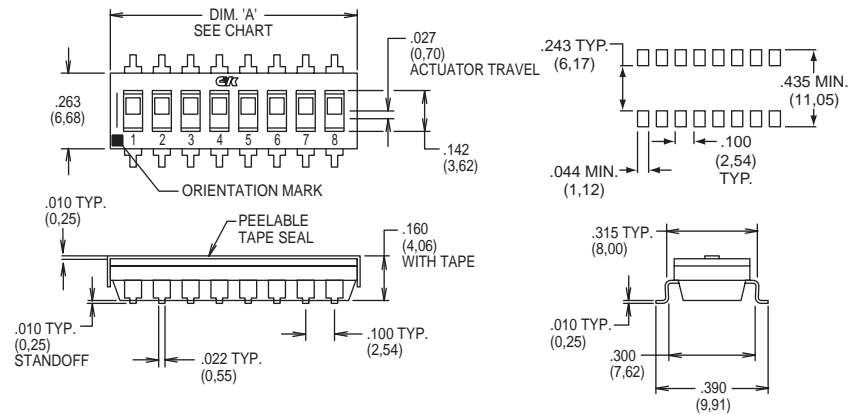 DIM. 'A'
SEE CHART
.027
(0,70)
ACTUATOR TRAVEL
.263
(6,68)
C&K
1 2 3 4 5 6 7 8
.142
(3,62)
ORIENTATION MARK
.243 TYP.
(6,17)
.435 MIN.
(11,05)
.100
(2,54)
TYP.
.044 MIN.
(1,12)
.010 TYP.
(0,25)
PEELABLE
TAPE SEAL
.160
(4,06)
WITH TAPE
.010 TYP.
(0,25)
STANDOFF
.022 TYP.
(0,55)
.100 TYP.
(2,54)
.315 TYP.
(8,00)
.010 TYP.
(0,25)
.300
(7,62)
.390
(9,91)